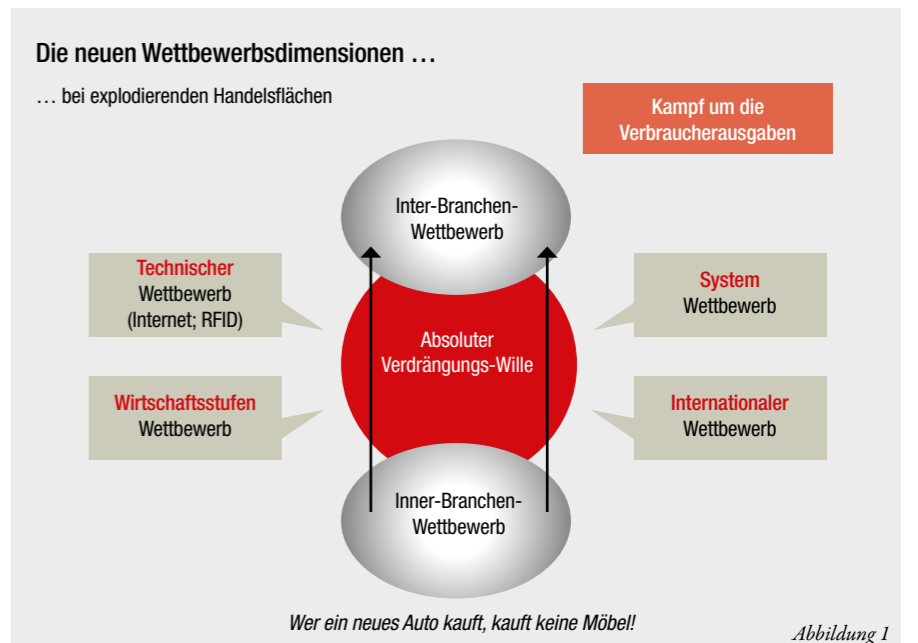 Die neuen Wettbewerbsdimensionen …
… bei explodierenden Handelsflächen
Kampf um die
Verbraucherausgaben
Inter-Branchen-
Wettbewerb
Technischer
Wettbewerb
(Internet; RFID)
System
Wettbewerb
Absoluter
Verdrängungs-Wille
Wirtschaftsstufen
Wettbewerb
Internationaler
Wettbewerb
Inner-Branchen-
Wettbewerb
Wer ein neues Auto kauft, kauft keine Möbel!
Abbildung 1